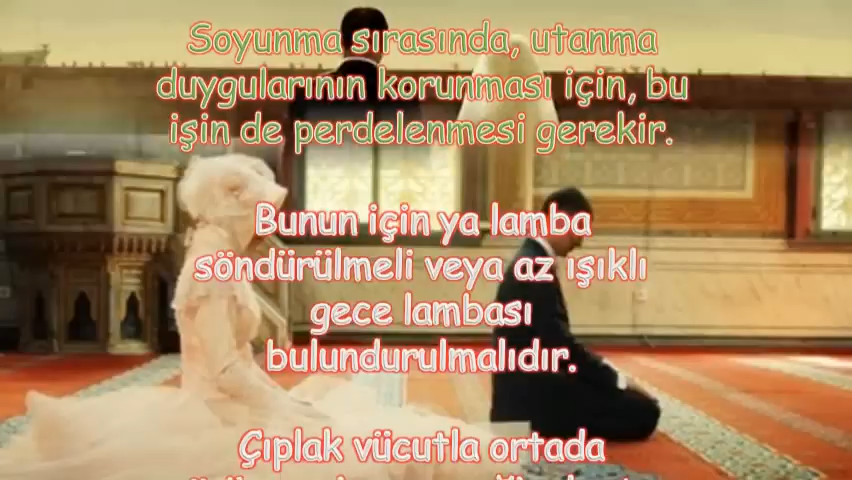 Soyunma sırasında, utanma
duygularının korunması için, bu
işin de perdelenmesi gerekir.
Bunun için ya lamba
söndürülmeli veya az ışıklı
gece lambası
bulundurulmalıdır.
Çıplak vücutla ortada